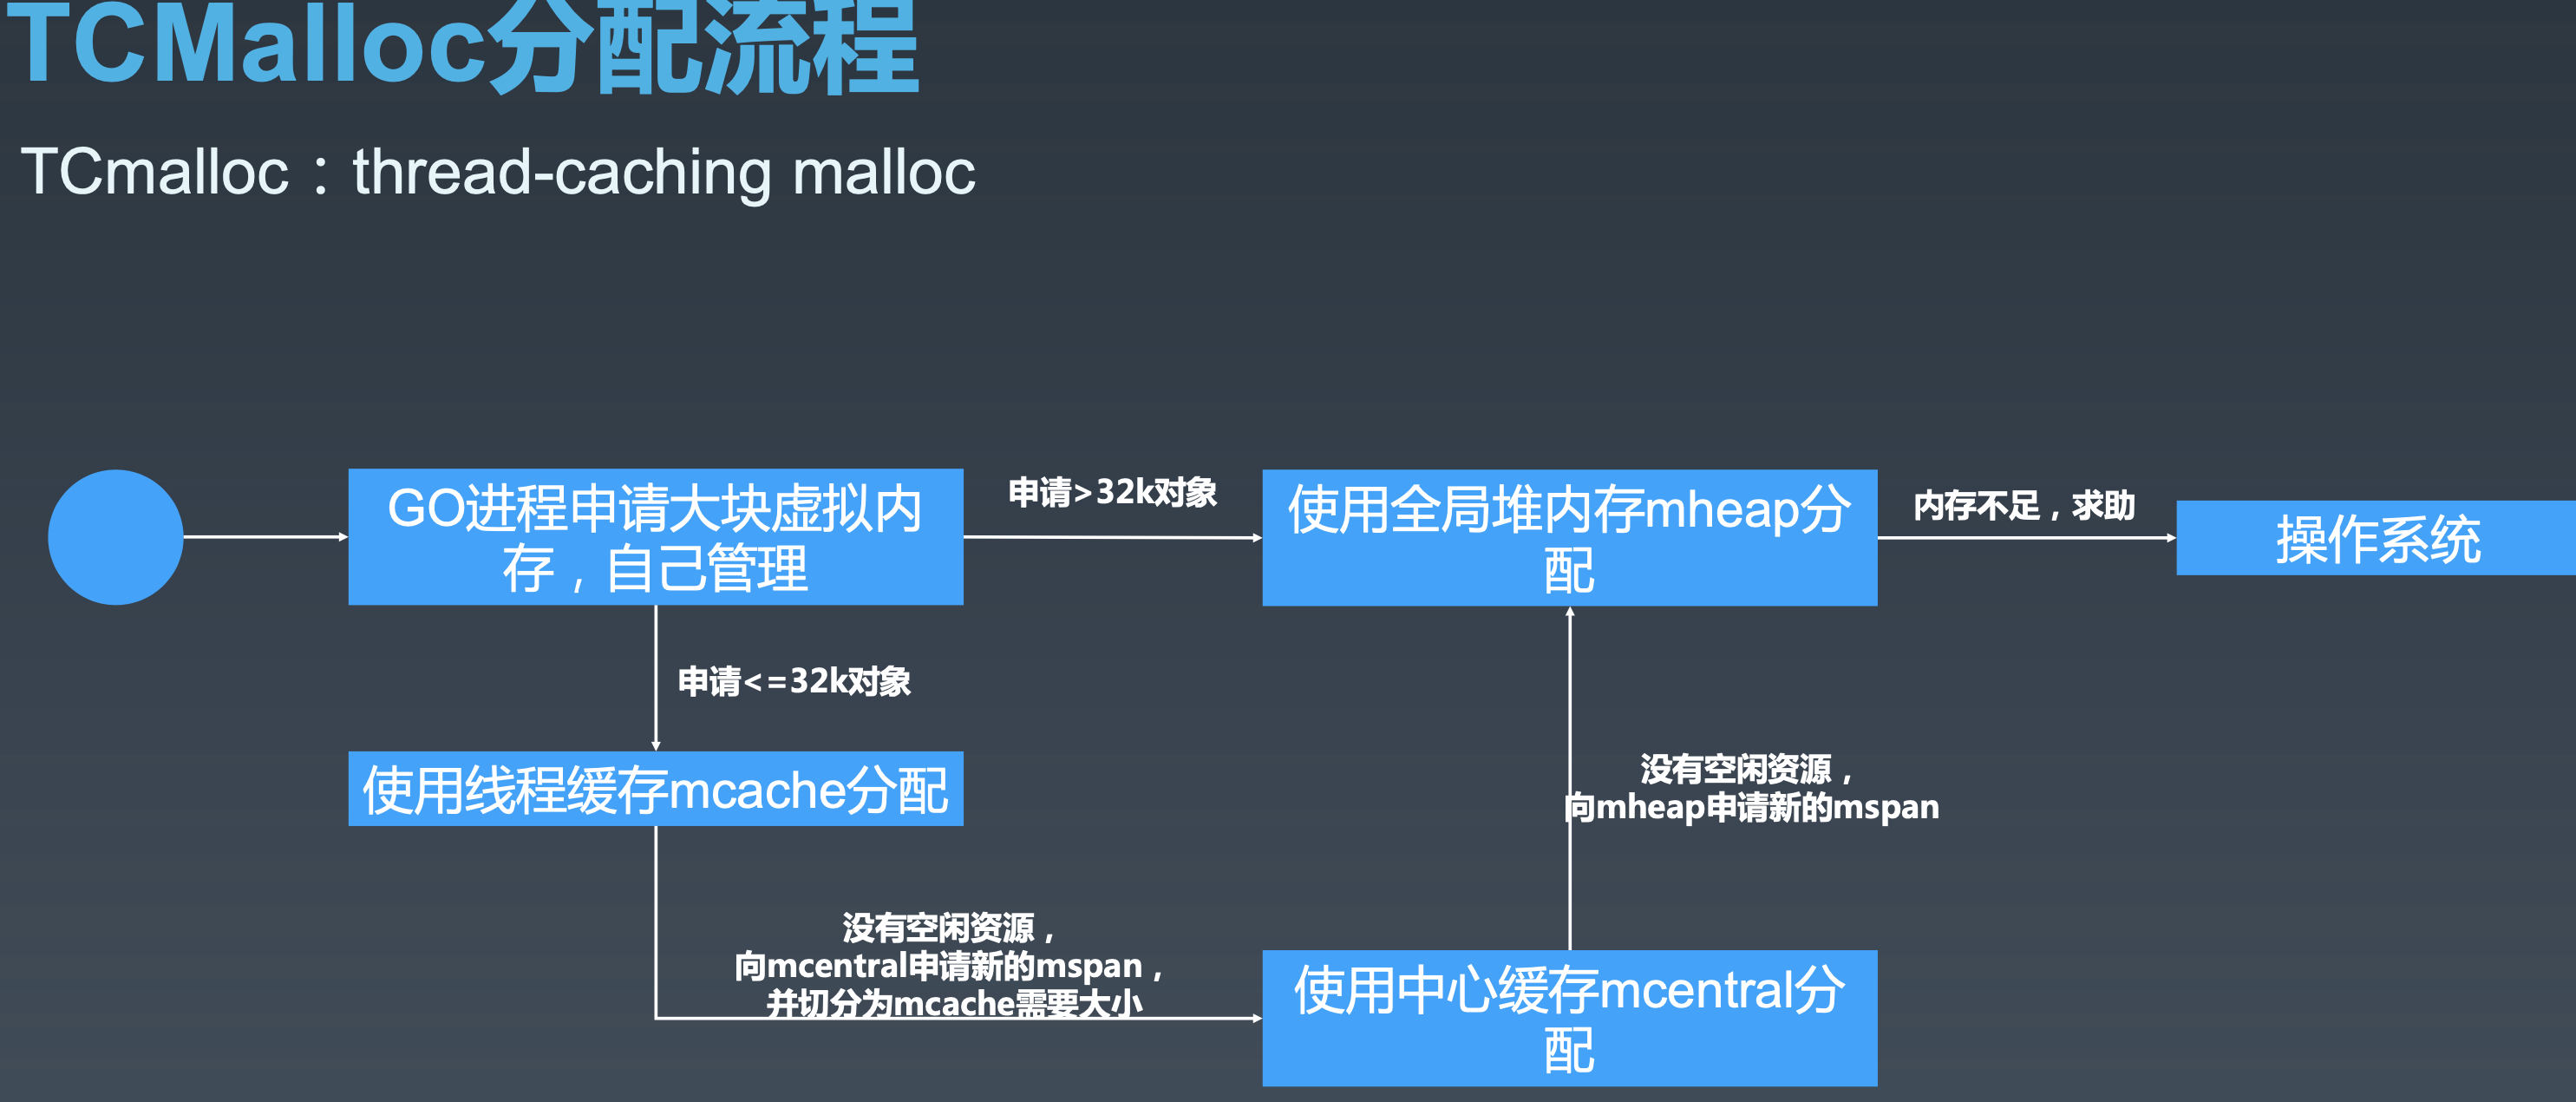 TCMalloc分配流程
TCmalloc：thread-caching malloc
GO进程申请大块虚拟内
存，自己管理
申请>32k对象
使用全局堆内存mheap分
配
内存不足，求助
操作系统
申请<=32k对象
使用线程缓存mcache分配
没有空闲资源，
向mheap申请新的mspan
没有空闲资源，
向mcentral申请新的mspan，
并切分为mcache需要大小
使用中心缓存mcentral分
配